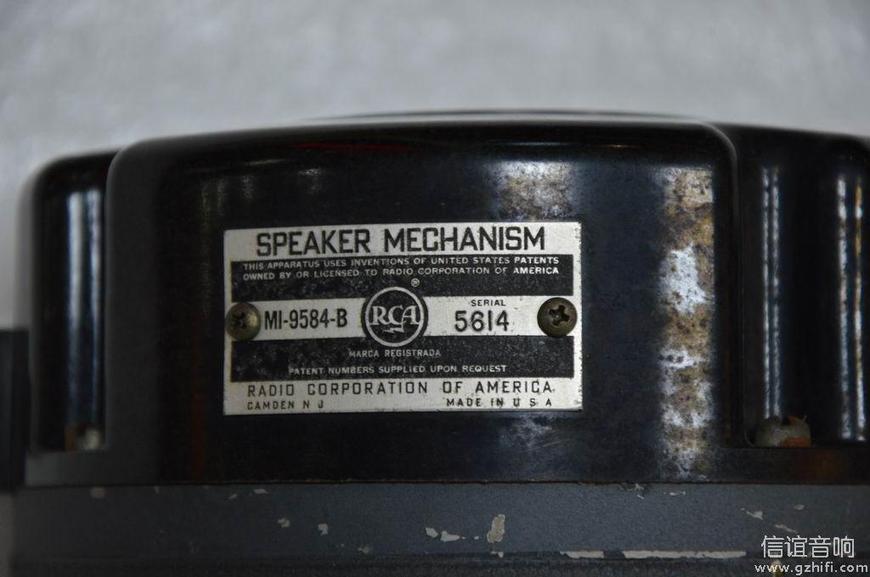 SPEAKER MECHANISM
THIS APPARATUS USES INVENTIONS OF UNITED STATES PATENTS
OWNED BY OR LICENSED TO RADIO CORPORATION OF AMERICA
®
MI-9584-B
RCA
SERIAL
5614
MARCA REGISTRADA
PATENT NUMBERS SUPPLIED UPON REQUEST
RADIO CORPORATION OF AMERICA
CAMDEN N J MADE IN U S A
信谊音响
www.gzhifi.com